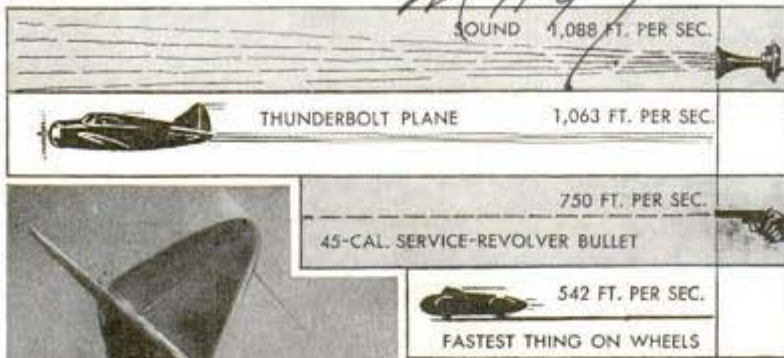 SOUND 1,088 FT. PER SEC.
THUNDERBOLT PLANE 1,063 FT. PER SEC.
750 FT. PER SEC.
45-CAL. SERVICE-REVOLVER BULLET
542 FT. PER SEC.
FASTEST THING ON WHEELS